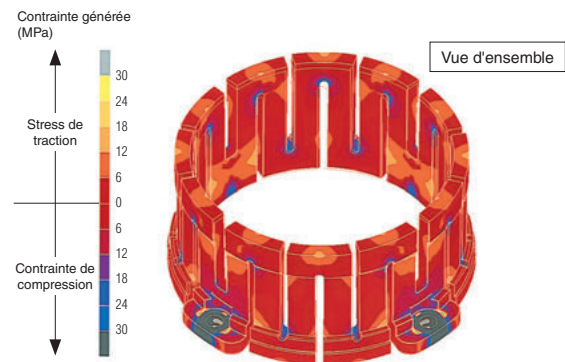 Contrainte générée
(MPa)
Vue d'ensemble
30
24
18
12
6
0
6
12
18
24
30
Stress de
traction
Contrainte de
compression